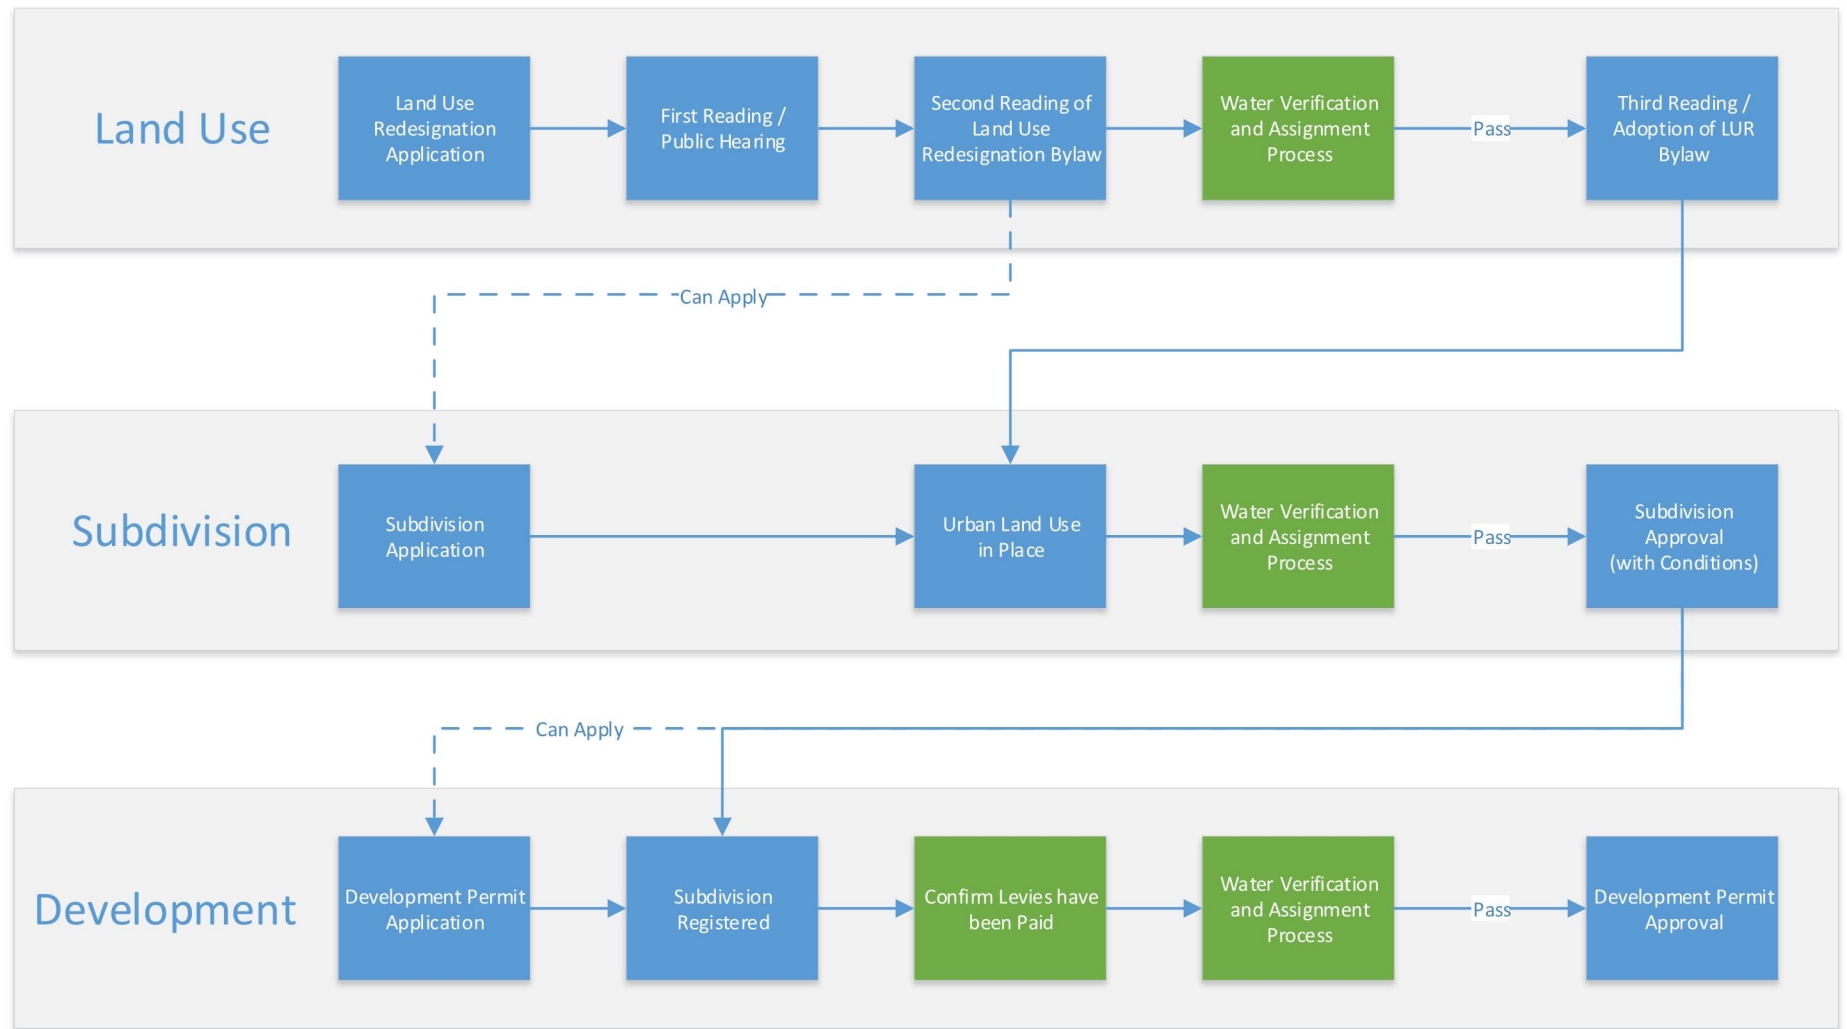 Land Use
Land Use
Redesignation
Application
First Reading /
Public Hearing
Second Reading of
Land Use
Redesignation Bylaw
Water Verification
and Assignment
Process
Pass
Third Reading /
Adoption of LUR
Bylaw
Can Apply
Subdivision
Subdivision
Application
Urban Land Use
in Place
Water Verification
and Assignment
Process
Pass
Subdivision
Approval
(with Conditions)
Can Apply
Development
Development Permit
Application
Subdivision
Registered
Confirm Levies have
been Paid
Water Verification
and Assignment
Process
Pass
Development Permit
Approval